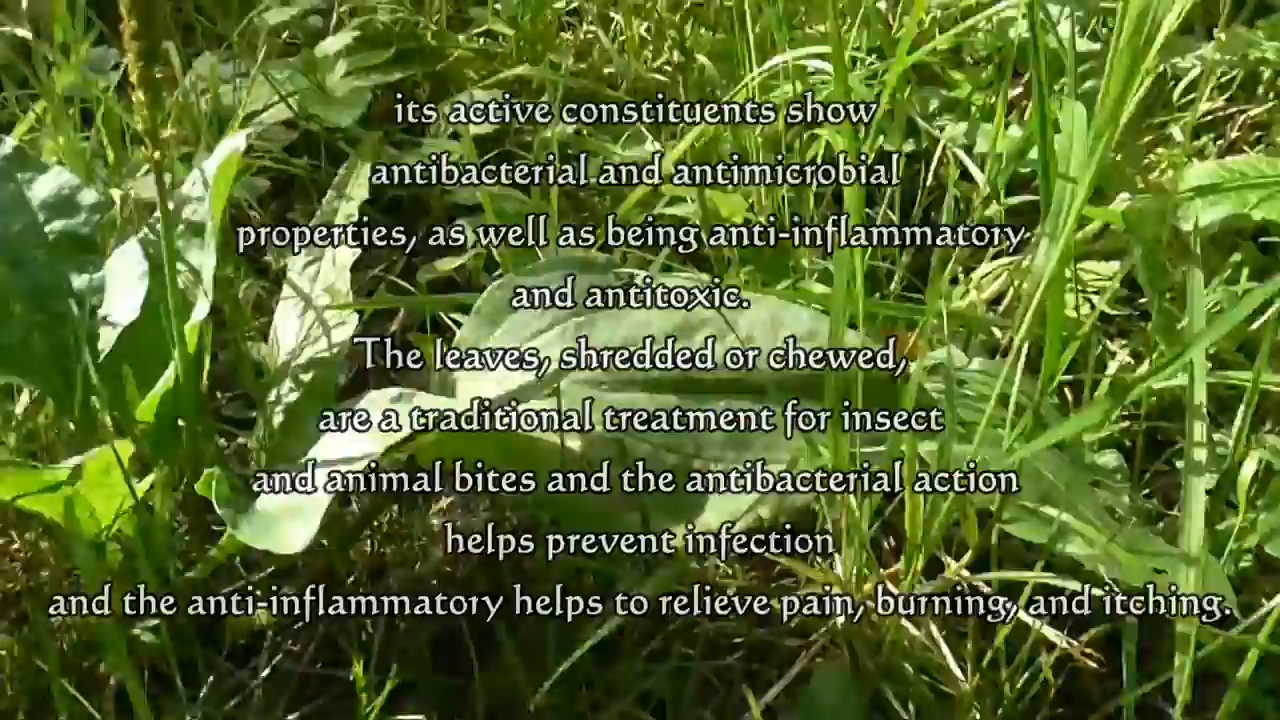 its active constituents show
antibacterial and antimicrobial
properties, as well as being anti-inflammatory
and antitoxic.
The leaves, shredded or chewed,
are a traditional treatment for insect
and animal bites and the antibacterial action
helps prevent infection
and the anti-inflammatory helps to relieve pain, burning, and itching.